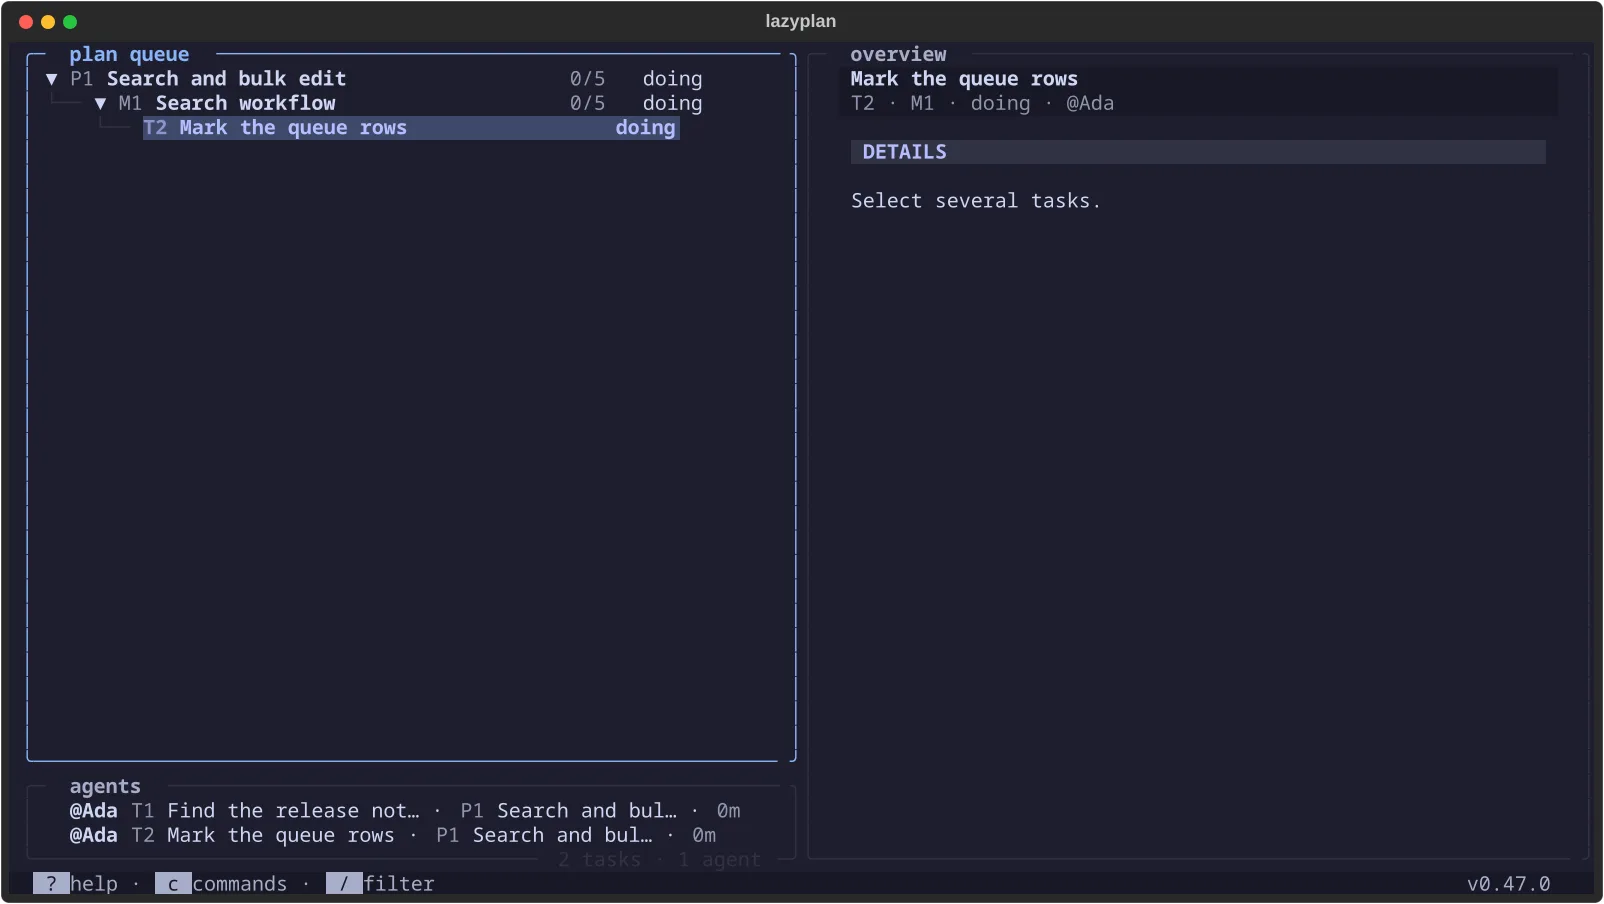 lazyplan
plan queue
▼ P1 Search and bulk edit 0/5 doing
▼ M1 Search workflow 0/5 doing
T2 Mark the queue rows doing
agents
@Ada T1 Find the release not… · P1 Search and bul… · 0m
@Ada T2 Mark the queue rows · P1 Search and bul… · 0m
2 tasks · 1 agent
overview
Mark the queue rows
T2 · M1 · doing · @Ada
DETAILS
Select several tasks.
? help · c commands · / filter
v0.47.0